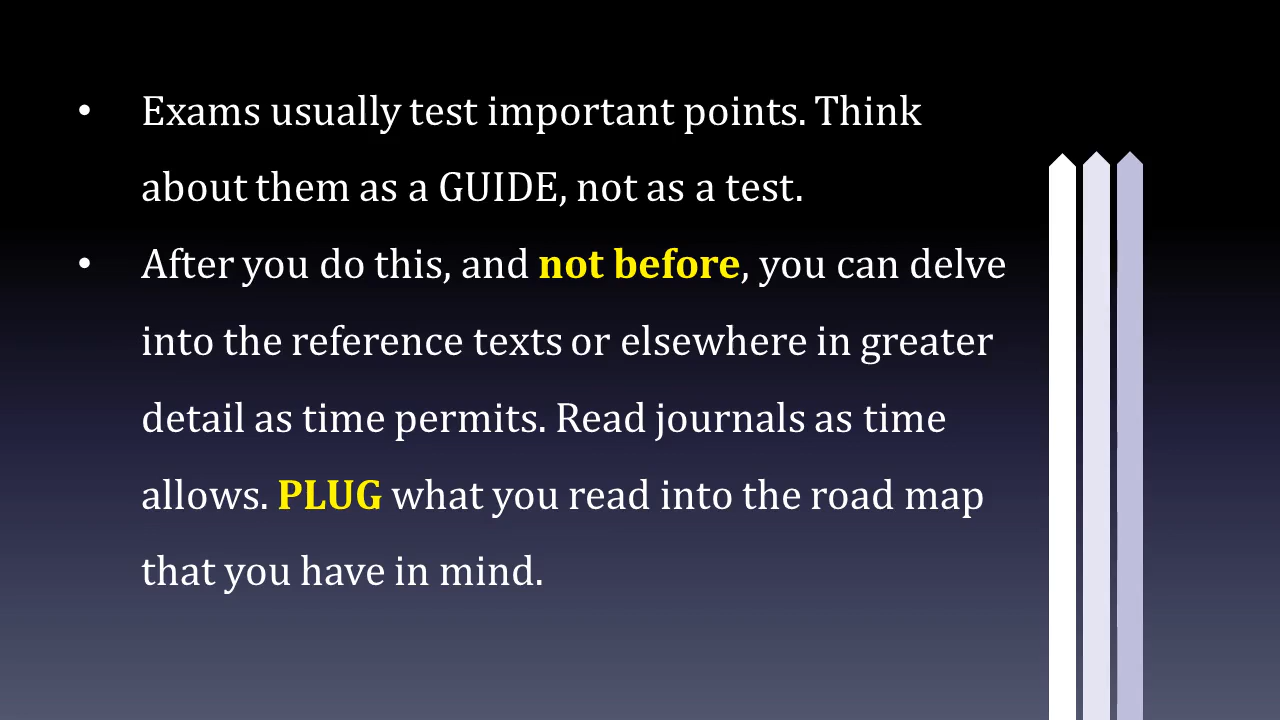 • Exams usually test important points. Think
about them as a GUIDE, not as a test.
• After you do this, and not before, you can delve
into the reference texts or elsewhere in greater
detail as time permits. Read journals as time
allows. PLUG what you read into the road map
that you have in mind.